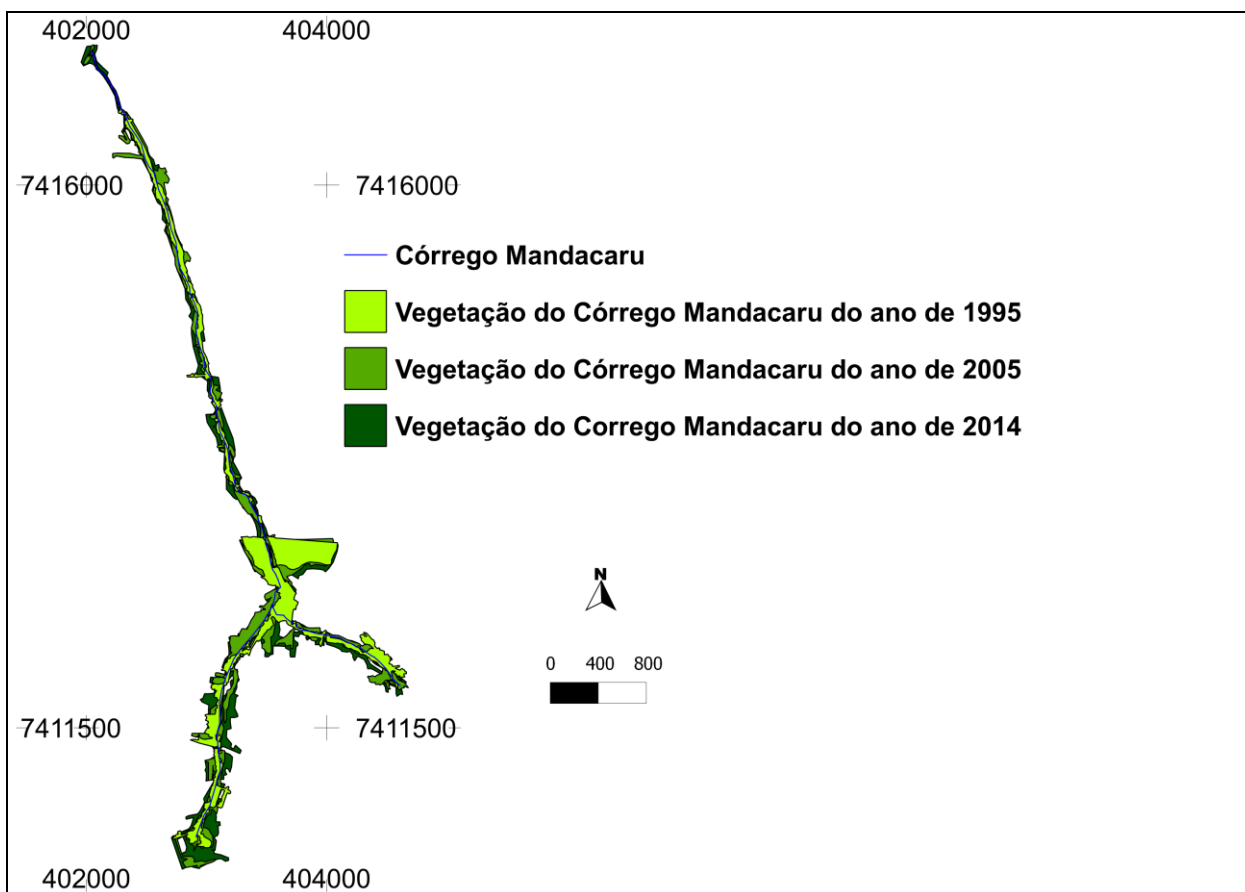 402000 404000
7416000 7416000
Córrego Mandacaru
Vegetação do Córrego Mandacaru do ano de 1995
Vegetação do Córrego Mandacaru do ano de 2005
Vegetação do Corrego Mandacaru do ano de 2014
N
0 400 800
7411500 7411500
402000 404000